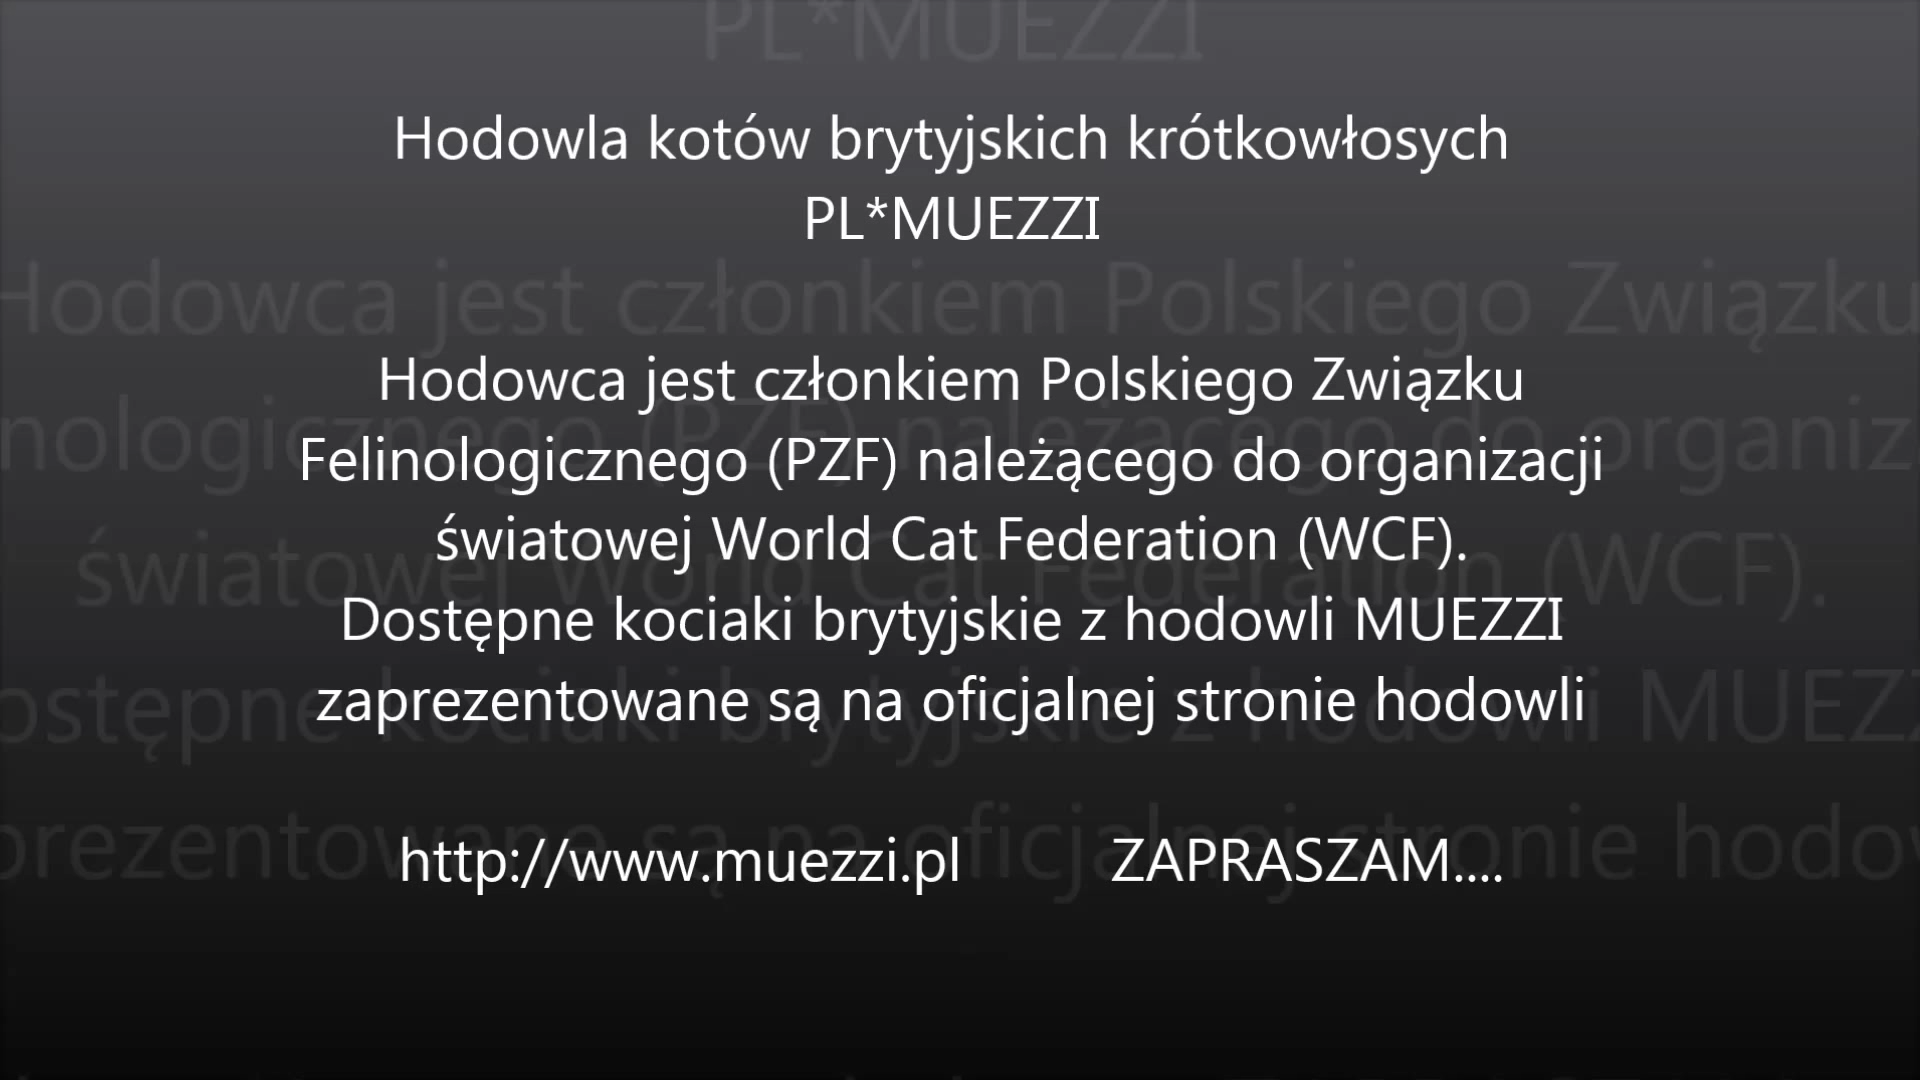 Hodowla kotów brytyjskich krótkowłosych
PL*MUEZZI
Hodowca jest członkiem Polskiego Związku
Felinologicznego (PZF) należącego do organizacji
światowej World Cat Federation (WCF).
Dostępne kociaki brytyjskie z hodowli MUEZZI
zaprezentowane są na oficjalnej stronie hodowli
http://www.muezzi.pl ZAPRASZAM....